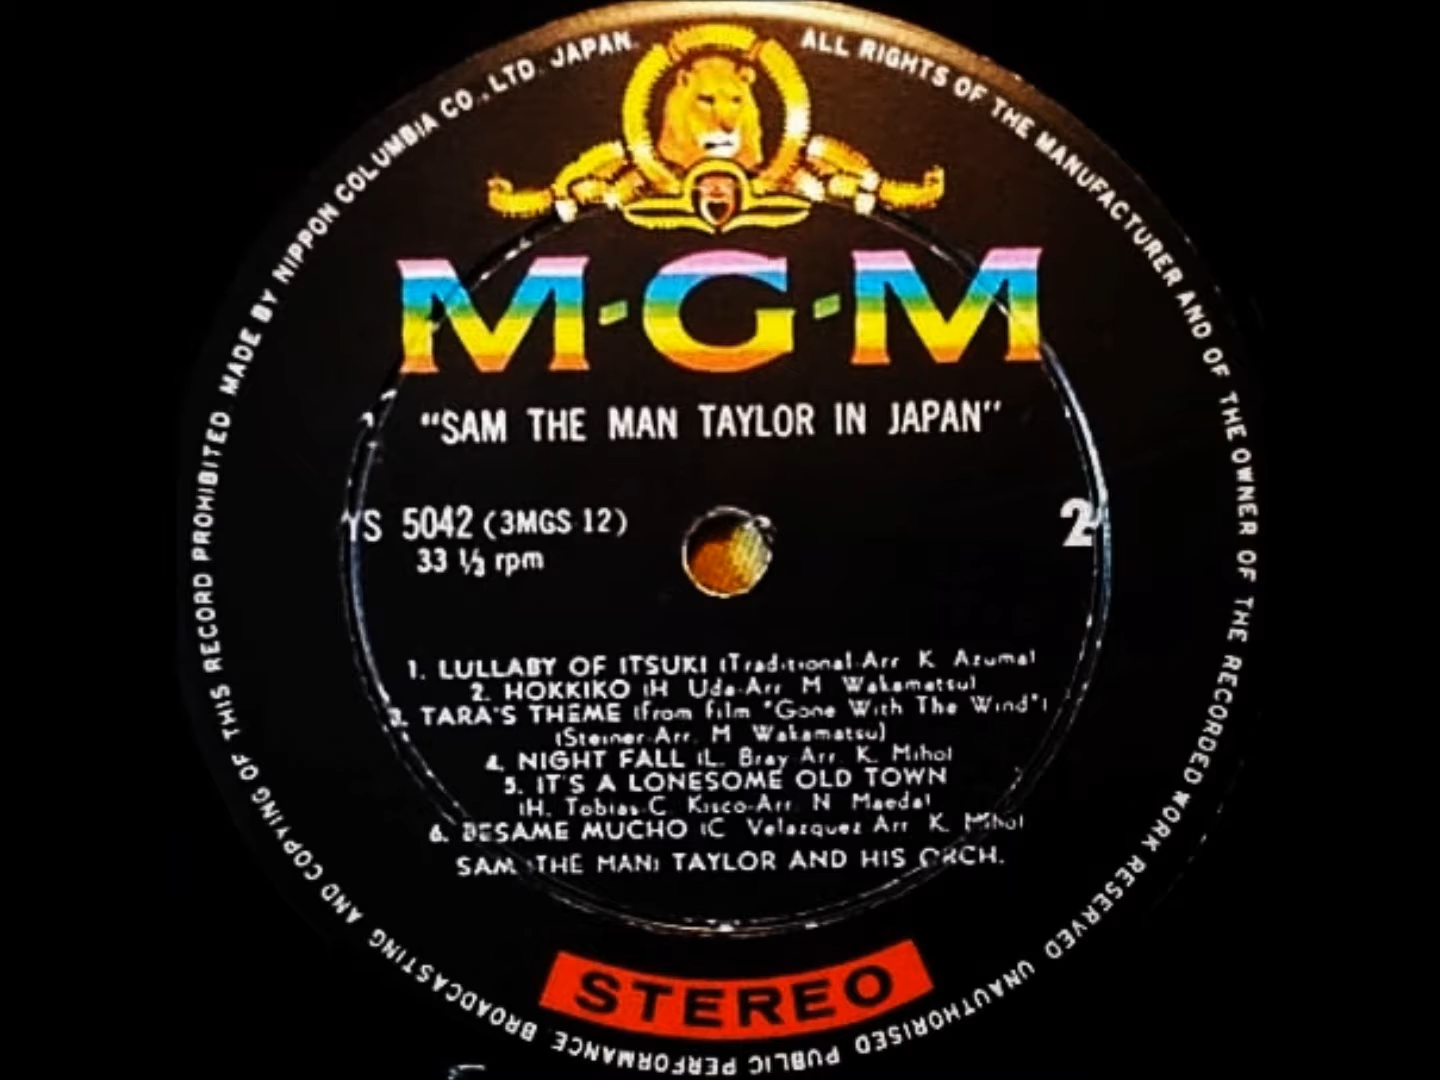 ALL RIGHTS OF THE MANUFACTURER AND OF THE OWNER OF THE RECORDED WORK RESERVED UNAUTHORISED PUBLIC PERFORMANCE BROADCASTING AND COPYING OF THIS RECORD PROHIBITED MADE BY NIPPON COLUMBIA CO., LTD. JAPAN.
M·G·M
"SAM THE MAN TAYLOR IN JAPAN"
YS 5042 (3MGS 12)
2
33 ⅓ rpm
1. LULLABY OF ITSUKI (Traditional-Arr K Azuma)
2. HOKKIKO (H Uda-Arr M Wakamatsu)
3. TARA'S THEME (from film "Gone With The Wind")
(Steiner-Arr. M Wakamatsu)
4. NIGHT FALL (L. Bray-Arr. K. Miho)
5. IT'S A LONESOME OLD TOWN
(H. Tobias-C. Kisco-Arr. N Maeda)
6. BESAME MUCHO (C Velazquez Arr K. Miho)
SAM (THE MAN) TAYLOR AND HIS ORCH.
STEREO